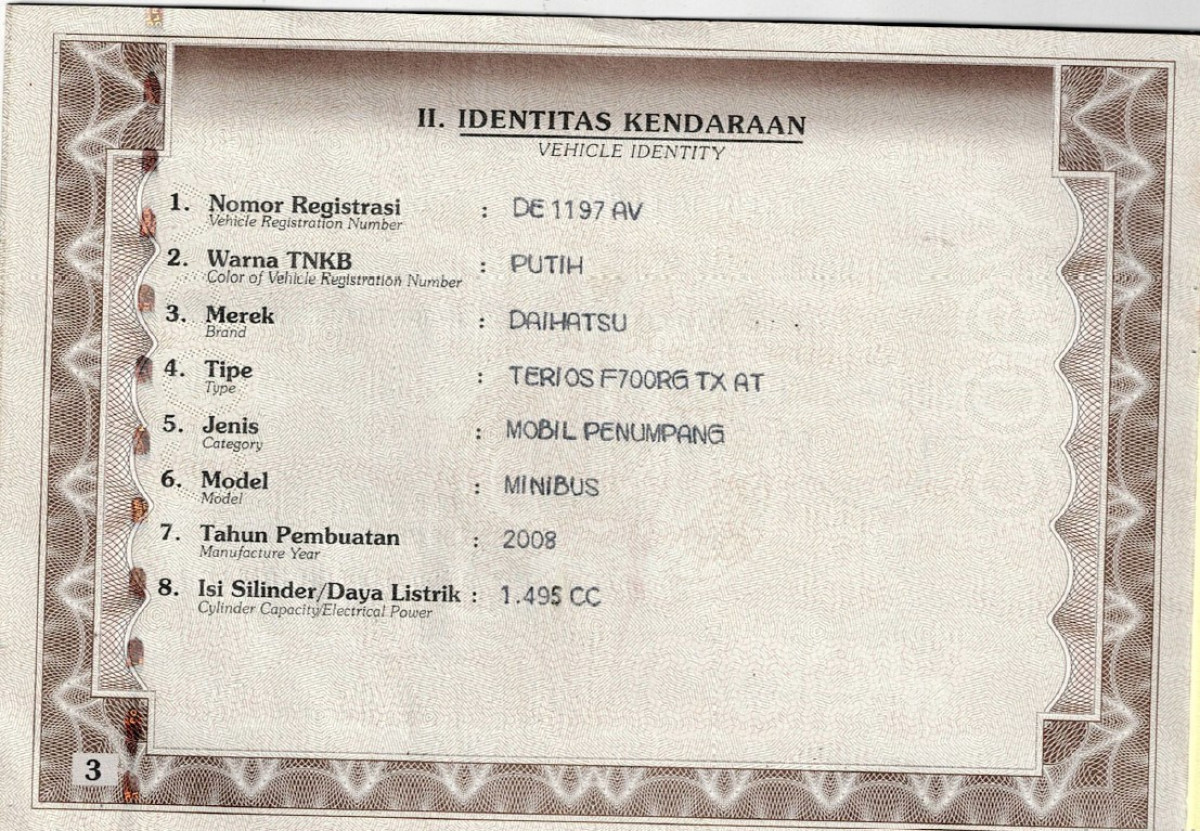 II. IDENTITAS KENDARAAN
VEHICLE IDENTITY
1. Nomor Registrasi : DE 1197 AV
Vehicle Registration Number
2. Warna TNKB : PUTIH
Color of Vehicle Registration Number
3. Merek : DAIHATSU
Brand
4. Tipe : TERIOS F700RG TX AT
Type
5. Jenis : MOBIL PENUMPANG
Category
6. Model : MINIBUS
Model
7. Tahun Pembuatan : 2008
Manufacture Year
8. Isi Silinder/Daya Listrik : 1.495 CC
Cylinder Capacity/Electrical Power
3